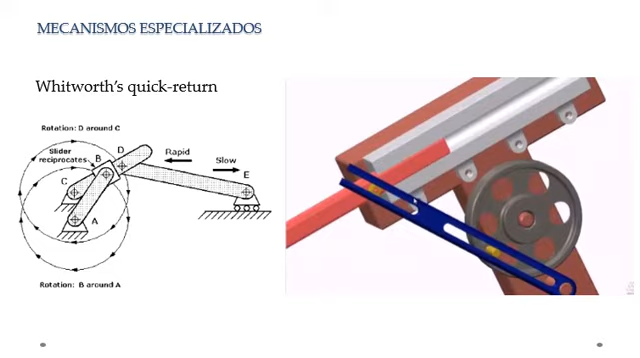 MECANISMOS ESPECIALIZADOS
Whitworth's quick-return
Rotation: D around C
Slider
reciprocates
B
D
Rapid
Slow
C
E
A
Rotation: B around A